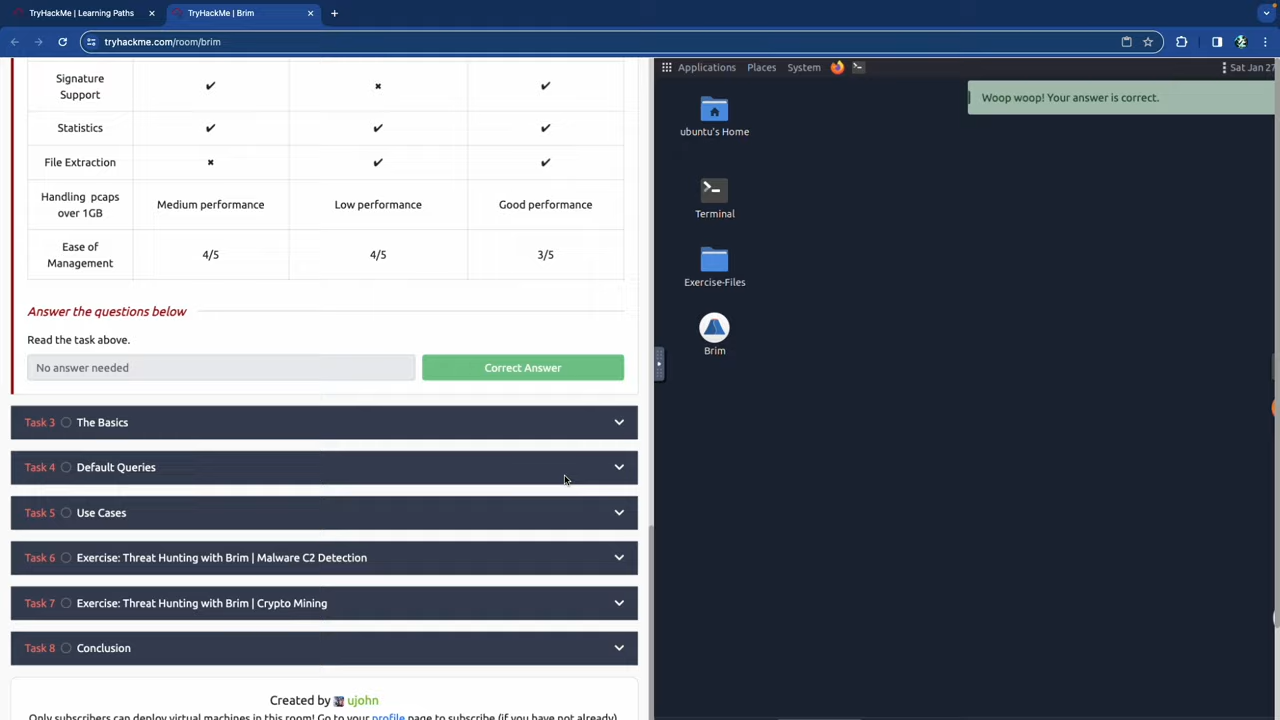 TryHackMe | Learning Paths
TryHackMe | Brim
tryhackme.com/room/brim
Applications Places System
Sat Jan 27
Woop woop! Your answer is correct.
Signature
Support
✔ ✖ ✔
Statistics ✔ ✔ ✔
File Extraction ✖ ✔ ✔
Handling pcaps
over 1GB
Medium performance Low performance Good performance
Ease of
Management
4/5 4/5 3/5
Answer the questions below
Read the task above.
No answer needed
Correct Answer
Task 3 The Basics
Task 4 Default Queries
Task 5 Use Cases
Task 6 Exercise: Threat Hunting with Brim | Malware C2 Detection
Task 7 Exercise: Threat Hunting with Brim | Crypto Mining
Task 8 Conclusion
Created by ujohn
Only subscribers can deploy virtual machines in this room! Go to your profile page to subscribe (if you have not already)
ubuntu's Home
Terminal
Exercise-Files
Brim